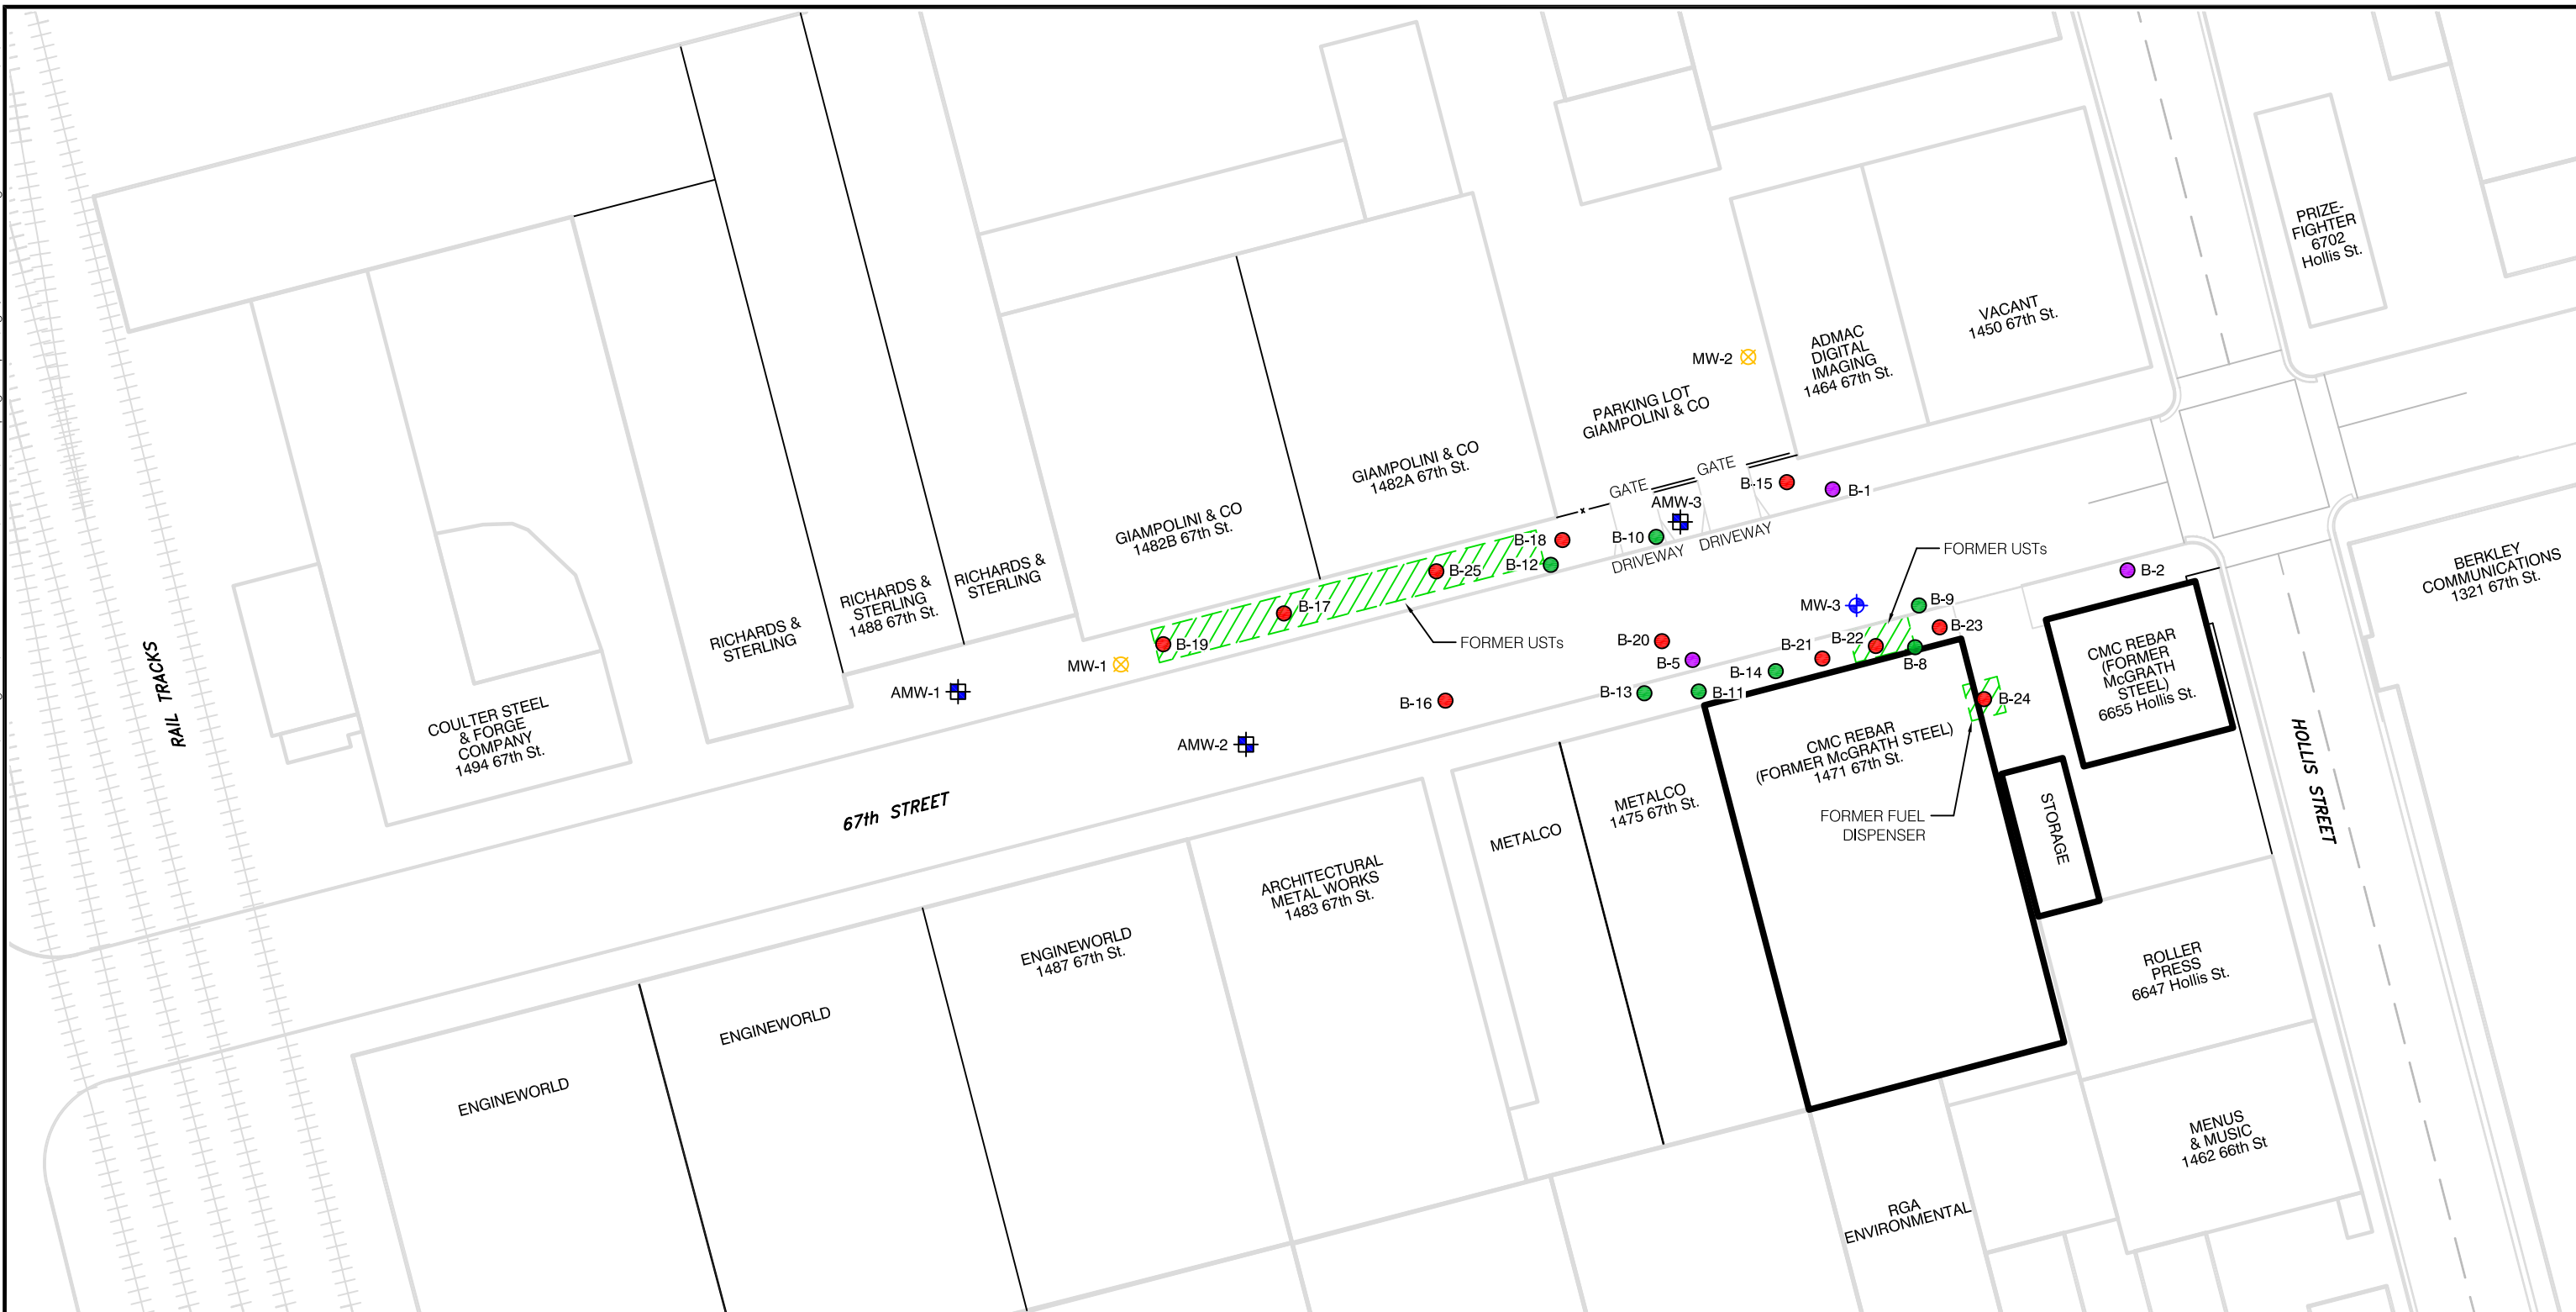 PRIZE-
FIGHTER
6702
Hollis St.
VACANT
1450 67th St.
ADMAC
DIGITAL
IMAGING
1464 67th St.
MW-2
PARKING LOT
GIAMPOLINI & CO
GIAMPOLINI & CO
1482A 67th St.
GIAMPOLINI & CO
1482B 67th St.
GATE
GATE
AMW-3
B-15
B-1
B-10
DRIVEWAY
DRIVEWAY
B-18
B-12
B-25
B-17
B-19
FORMER USTs
FORMER USTs
RICHARDS &
STERLING
RICHARDS &
STERLING
1488 67th St.
RICHARDS &
STERLING
MW-1
AMW-1
AMW-2
B-16
B-20
B-5
B-13
B-11
B-14
B-21
B-22
MW-3
B-9
B-23
B-8
B-24
B-2
BERKLEY
COMMUNICATIONS
1321 67th St.
CMC REBAR
(FORMER
McGRATH
STEEL)
6655 Hollis St.
CMC REBAR
(FORMER McGRATH STEEL)
1471 67th St.
FORMER FUEL
DISPENSER
STORAGE
HOLLIS STREET
RAIL TRACKS
COULTER STEEL
& FORGE
COMPANY
1494 67th St.
67th STREET
METALCO
METALCO
1475 67th St.
ARCHITECTURAL
METAL WORKS
1483 67th St.
ENGINEWORLD
1487 67th St.
ENGINEWORLD
ENGINEWORLD
ROLLER
PRESS
6647 Hollis St.
MENUS
& MUSIC
1462 66th St
RGA
ENVIRONMENTAL